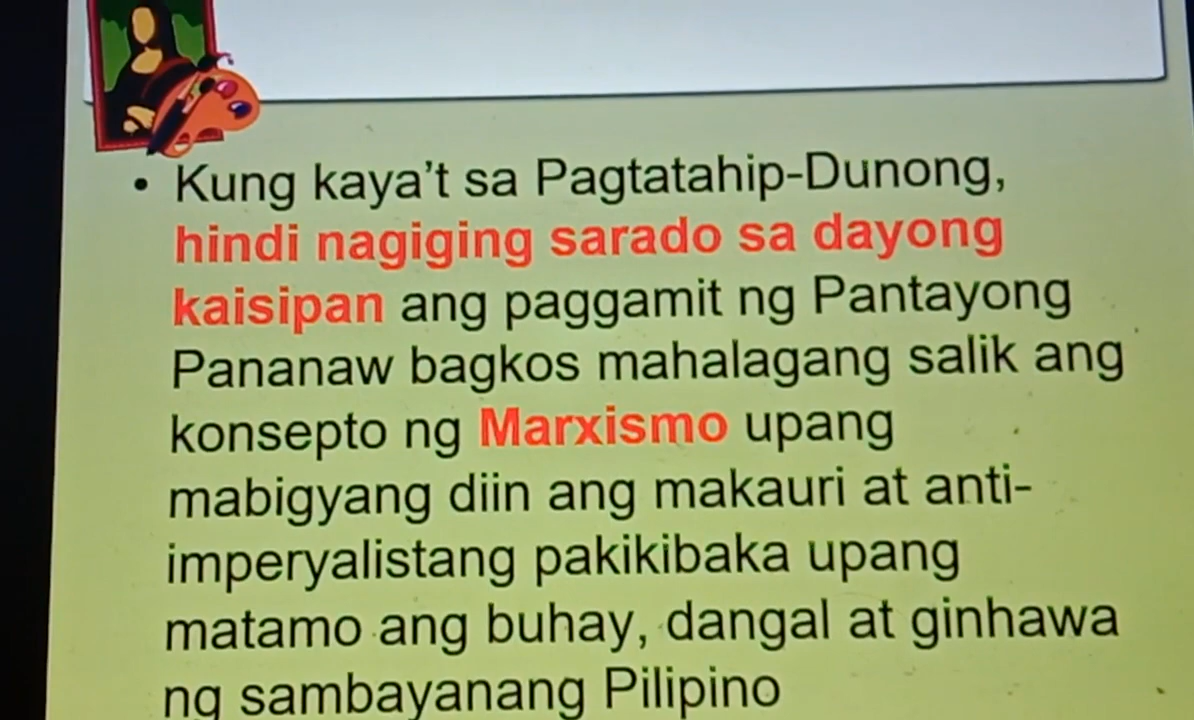 • Kung kaya't sa Pagtatahip-Dunong,
hindi nagiging sarado sa dayong
kaisipan ang paggamit ng Pantayong
Pananaw bagkos mahalagang salik ang
konsepto ng Marxismo upang
mabigyang diin ang makauri at anti-
imperyalistang pakikibaka upang
matamo ang buhay, dangal at ginhawa
ng sambayanang Pilipino